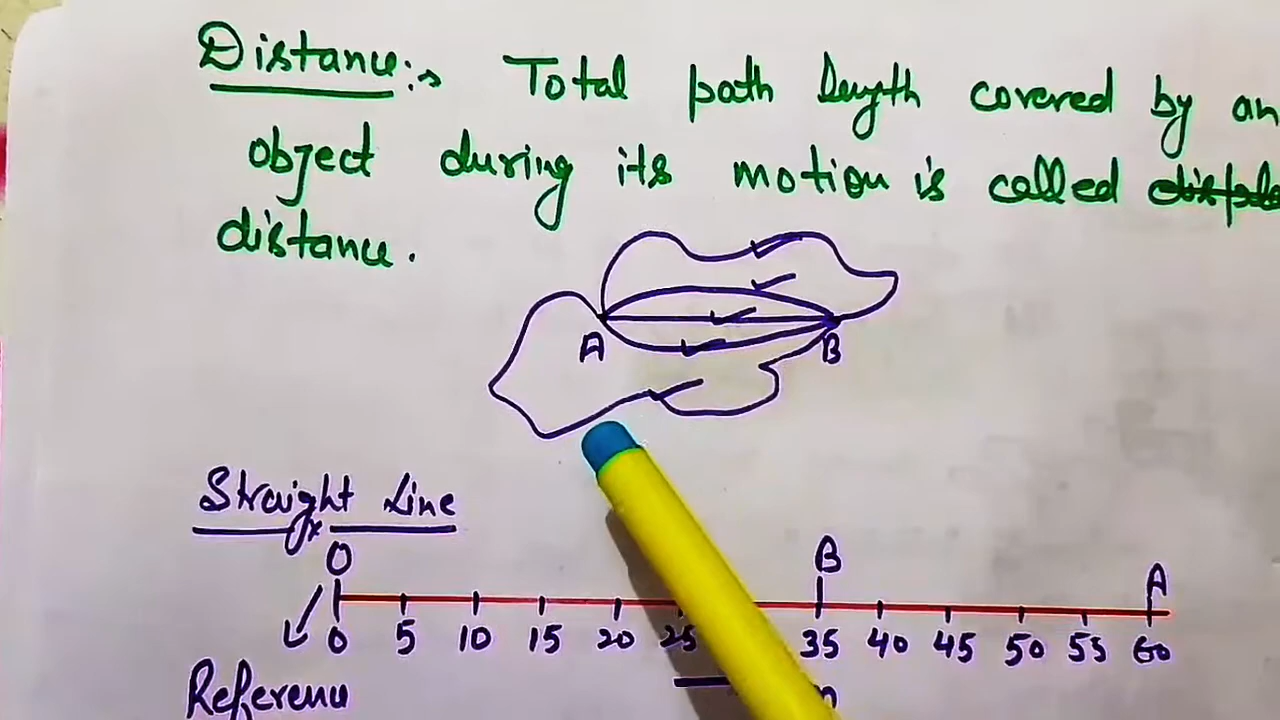 Distance:→ Total path length covered by an
object during its motion is called
distance.
A B
Straight Line
O B A
0 5 10 15 20 25 35 40 45 50 55 60
Reference